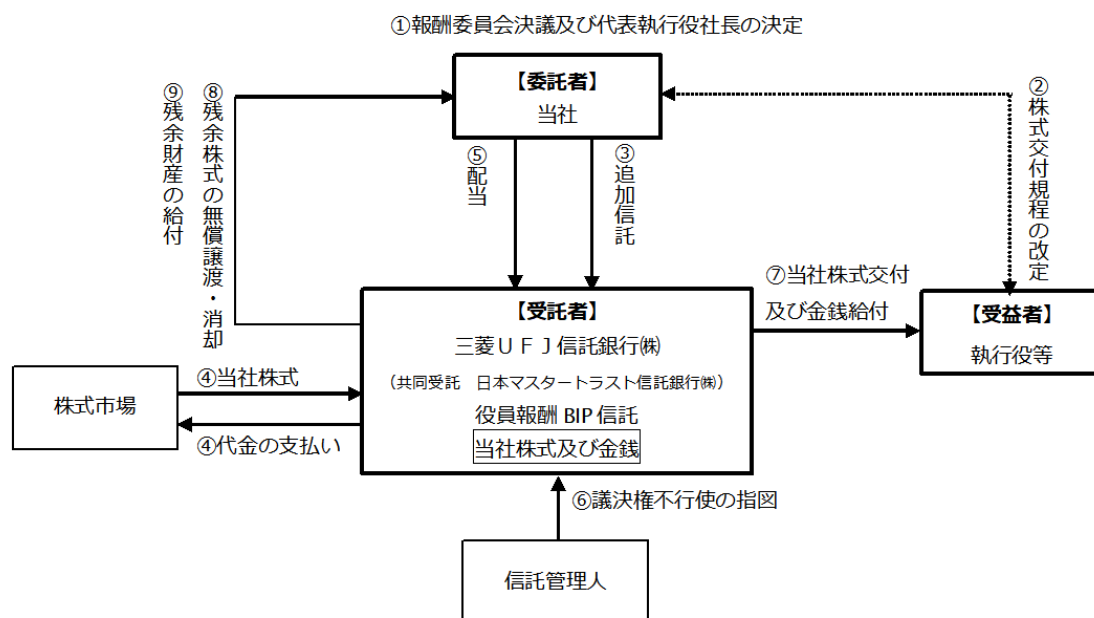 ①報酬委員会決議及び代表執行役社長の決定
【委託者】
当社
⑨残余財産の給付
⑧残余株式の無償譲渡・消却
⑤配当
③追加信託
②株式交付規程の改定
【受託者】
三菱UFJ信託銀行㈱
（共同受託　日本マスタートラスト信託銀行㈱）
役員報酬 BIP 信託
当社株式及び金銭
⑦当社株式交付
及び金銭給付
【受益者】
執行役等
株式市場
④当社株式
④代金の支払い
⑥議決権不行使の指図
信託管理人